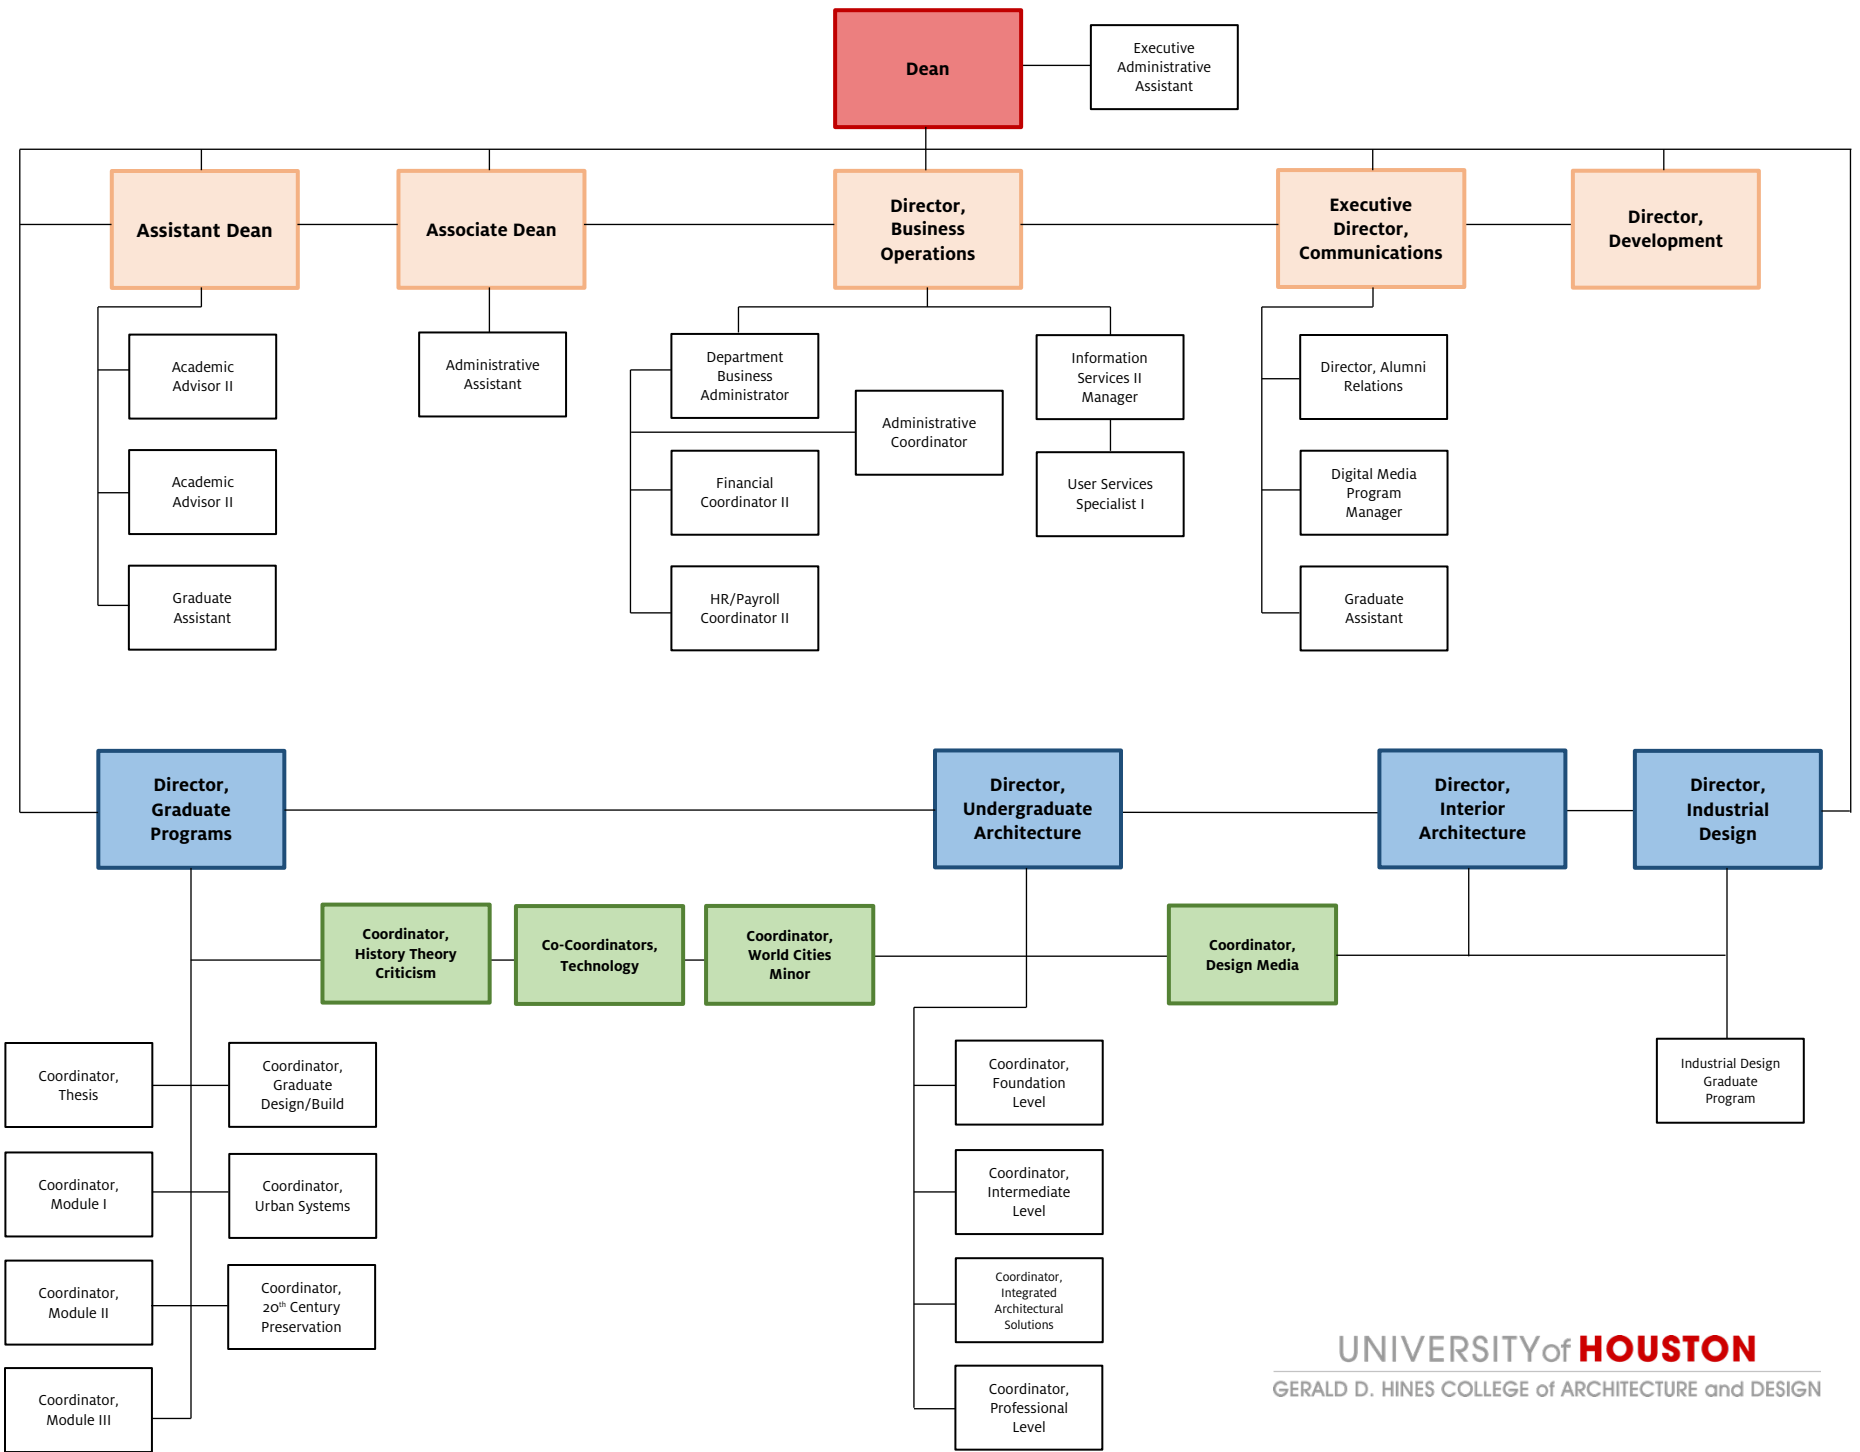 Dean
Executive
Administrative
Assistant
Assistant Dean
Associate Dean
Director,
Business
Operations
Executive
Director,
Communications
Director,
Development
Academic
Advisor II
Academic
Advisor II
Graduate
Assistant
Administrative
Assistant
Department
Business
Administrator
Administrative
Coordinator
Financial
Coordinator II
HR/Payroll
Coordinator II
Information
Services II
Manager
User Services
Specialist I
Director, Alumni
Relations
Digital Media
Program
Manager
Graduate
Assistant
Director,
Graduate
Programs
Director,
Undergraduate
Architecture
Director,
Interior
Architecture
Director,
Industrial
Design
Coordinator,
History Theory
Criticism
Co-Coordinators,
Technology
Coordinator,
World Cities
Minor
Coordinator,
Design Media
Coordinator,
Thesis
Coordinator,
Graduate
Design/Build
Coordinator,
Module I
Coordinator,
Urban Systems
Coordinator,
Module II
Coordinator,
20th Century
Preservation
Coordinator,
Module III
Coordinator,
Foundation
Level
Coordinator,
Intermediate
Level
Coordinator,
Integrated
Architectural
Solutions
Coordinator,
Professional
Level
Industrial Design
Graduate
Program
UNIVERSITY of HOUSTON
GERALD D. HINES COLLEGE of ARCHITECTURE and DESIGN